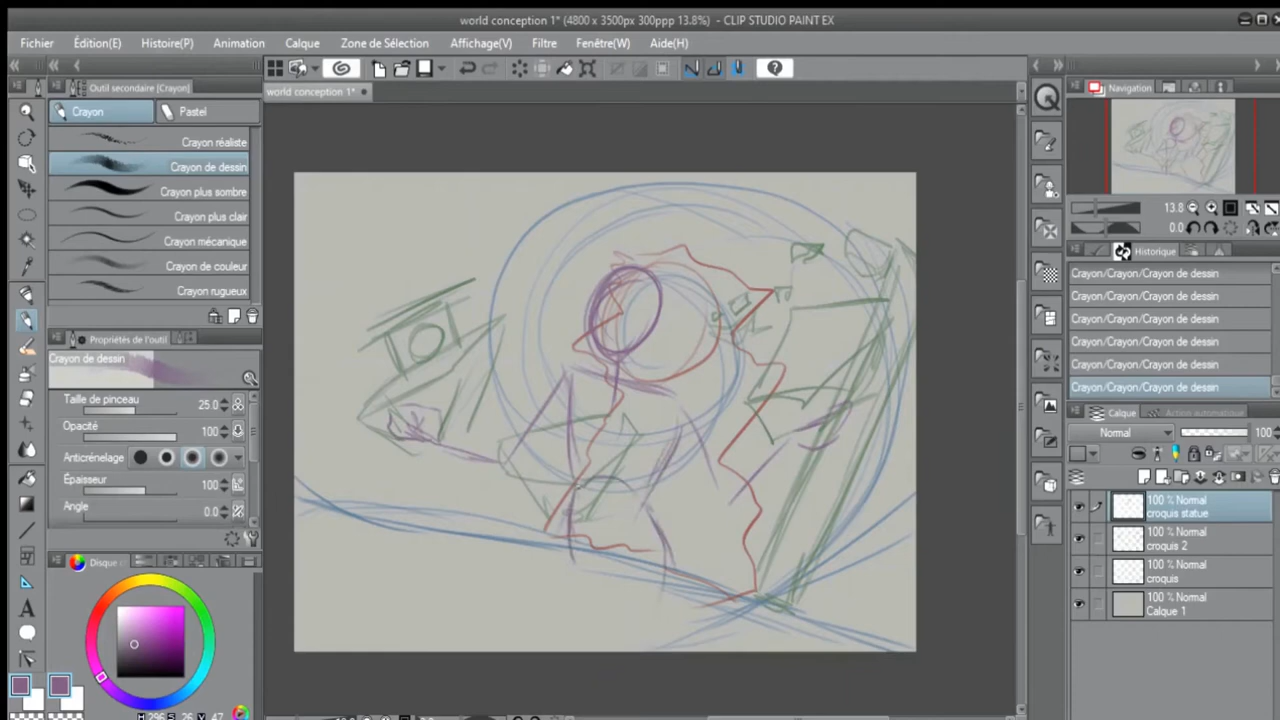 world conception 1* (4800 x 3500px 300ppp 13.8%) - CLIP STUDIO PAINT EX
Fichier Édition(E) Histoire(P) Animation Calque Zone de Sélection Affichage(V) Filtre Fenêtre(W) Aide(H)
Outil secondaire [Crayon]
Crayon Pastel
Crayon réaliste
Crayon de dessin
Crayon plus sombre
Crayon plus clair
Crayon mécanique
Crayon de couleur
Crayon rugueux
Propriétés de l'outil
Crayon de dessin
Taille de pinceau 25.0
Opacité 100
Anticrénelage
Épaisseur 100
Angle 0.0
Disque
H 296 S 26 V 47
world conception 1*
Navigation
13.8
0.0
Historique
Crayon/Crayon/Crayon de dessin
Crayon/Crayon/Crayon de dessin
Crayon/Crayon/Crayon de dessin
Crayon/Crayon/Crayon de dessin
Crayon/Crayon/Crayon de dessin
Crayon/Crayon/Crayon de dessin
Calque Action automatique
Normal 100
100 % Normal
croquis statue
100 % Normal
croquis 2
100 % Normal
croquis
100 % Normal
Calque 1